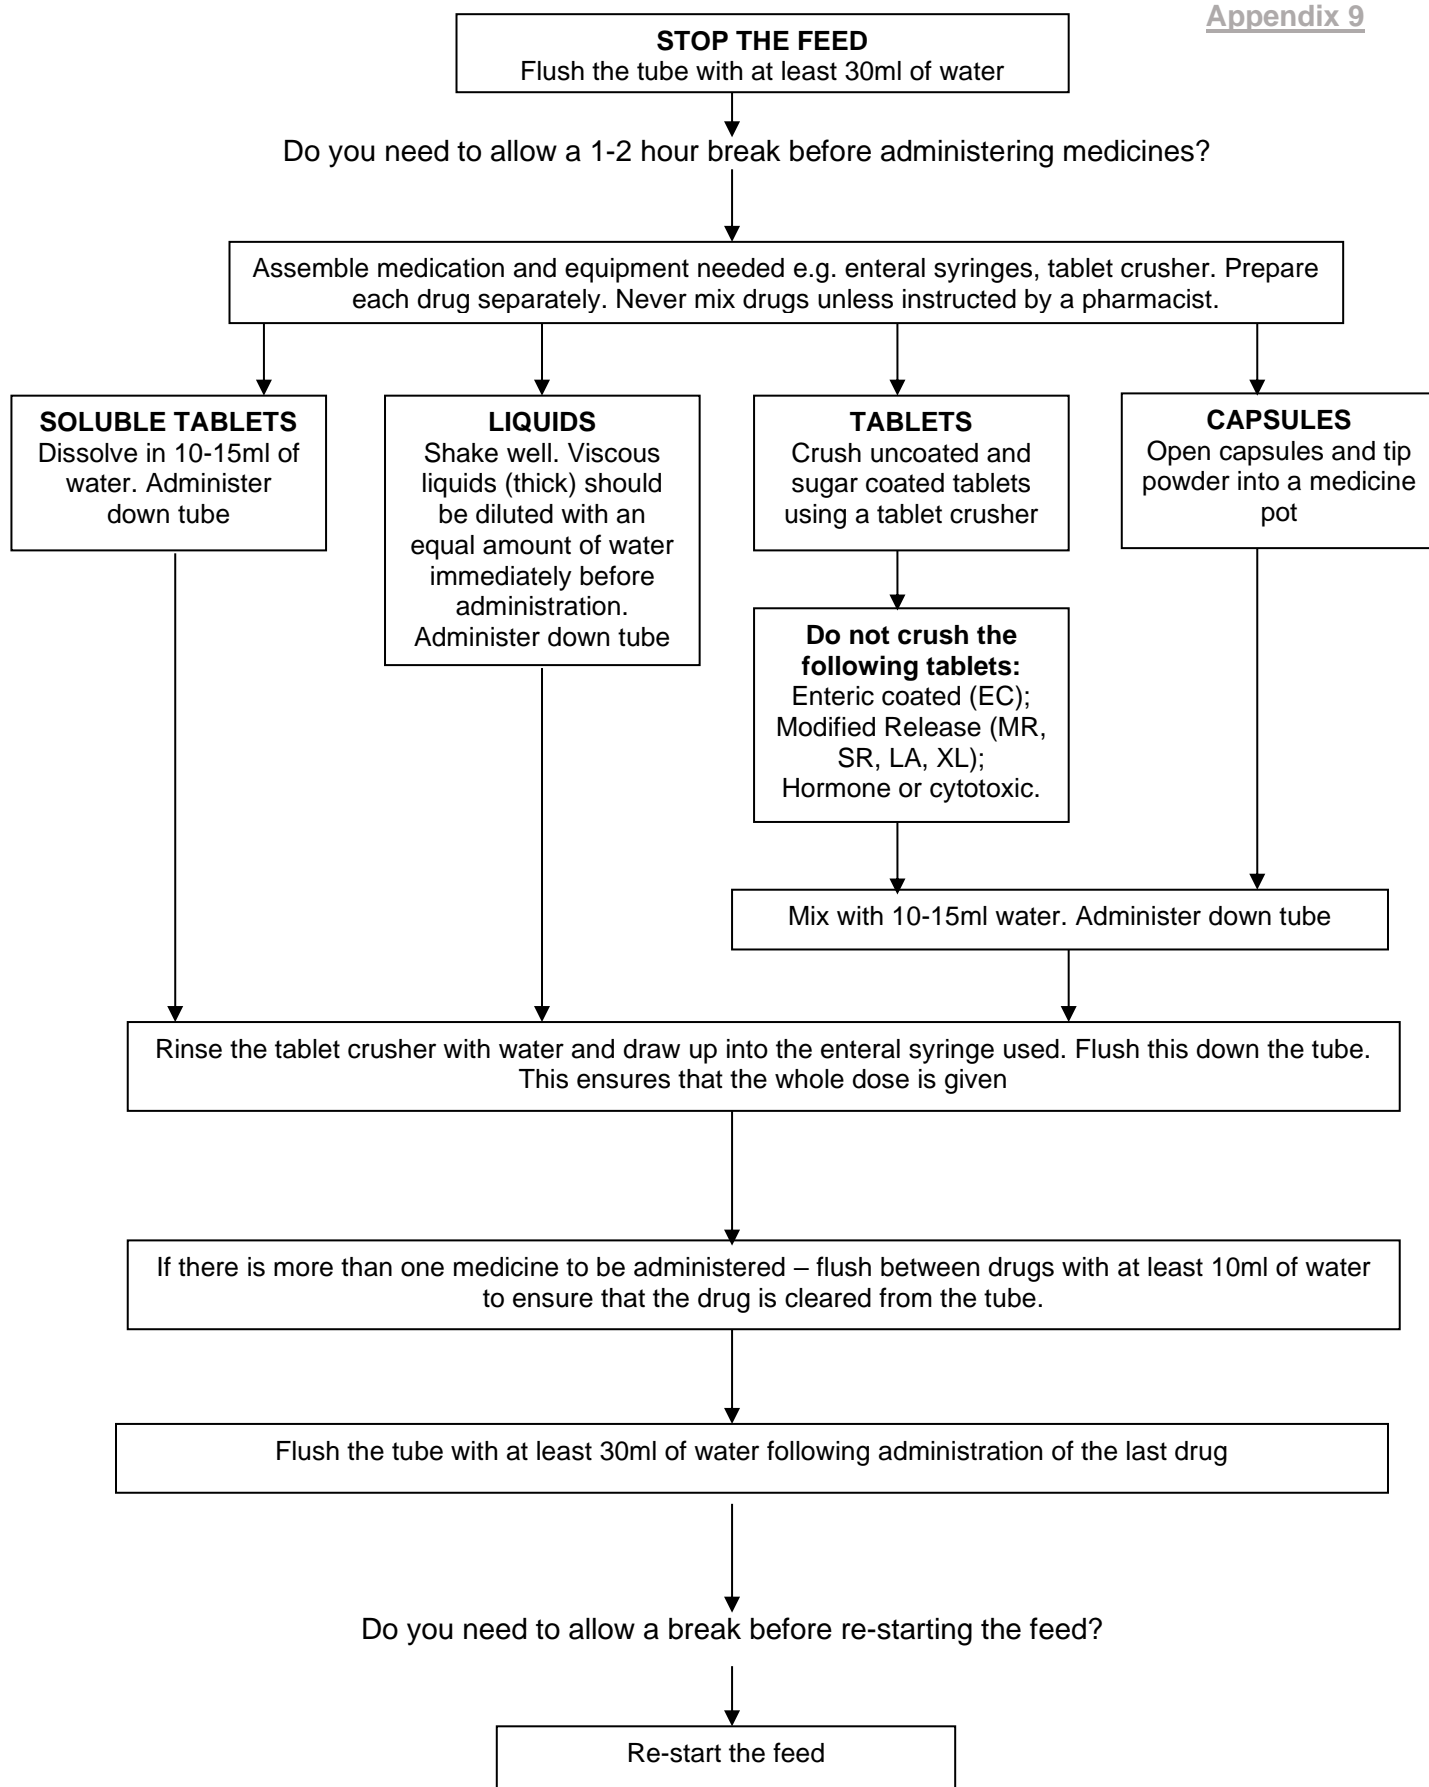 Appendix 9
STOP THE FEED
Flush the tube with at least 30ml of water
Do you need to allow a 1-2 hour break before administering medicines?
Assemble medication and equipment needed e.g. enteral syringes, tablet crusher. Prepare
each drug separately. Never mix drugs unless instructed by a pharmacist.
SOLUBLE TABLETS
Dissolve in 10-15ml of
water. Administer
down tube
LIQUIDS
Shake well. Viscous
liquids (thick) should
be diluted with an
equal amount of water
immediately before
administration.
Administer down tube
TABLETS
Crush uncoated and
sugar coated tablets
using a tablet crusher
CAPSULES
Open capsules and tip
powder into a medicine
pot
Do not crush the
following tablets:
Enteric coated (EC);
Modified Release (MR,
SR, LA, XL);
Hormone or cytotoxic.
Mix with 10-15ml water. Administer down tube
Rinse the tablet crusher with water and draw up into the enteral syringe used. Flush this down the tube.
This ensures that the whole dose is given
If there is more than one medicine to be administered – flush between drugs with at least 10ml of water
to ensure that the drug is cleared from the tube.
Flush the tube with at least 30ml of water following administration of the last drug
Do you need to allow a break before re-starting the feed?
Re-start the feed